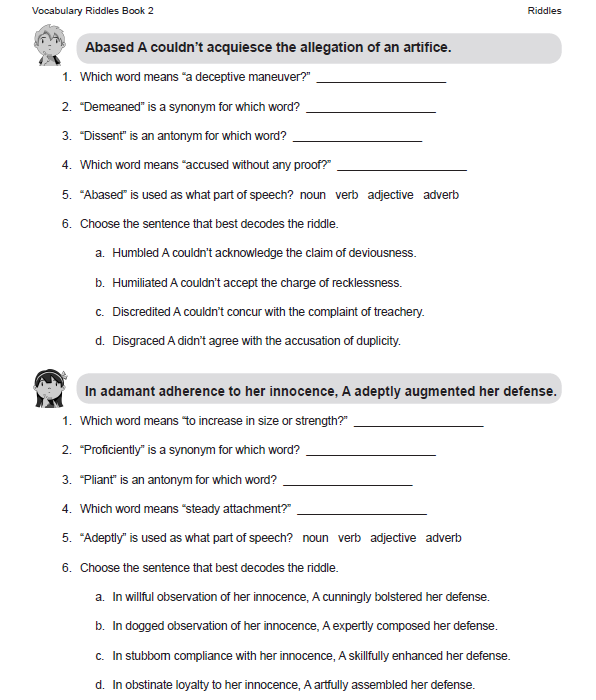 Vocabulary Riddles Book 2 Riddles
Abased A couldn't acquiesce the allegation of an artifice.
1. Which word means “a deceptive maneuver?” ____________________
2. “Demeaned” is a synonym for which word? ____________________
3. “Dissent” is an antonym for which word? ____________________
4. Which word means “accused without any proof?” ____________________
5. “Abased” is used as what part of speech? noun verb adjective adverb
6. Choose the sentence that best decodes the riddle.
a. Humbled A couldn't acknowledge the claim of deviousness.
b. Humiliated A couldn't accept the charge of recklessness.
c. Discredited A couldn't concur with the complaint of treachery.
d. Disgraced A didn't agree with the accusation of duplicity.
In adamant adherence to her innocence, A adeptly augmented her defense.
1. Which word means “to increase in size or strength?” ____________________
2. “Proficiently” is a synonym for which word? ____________________
3. “Pliant” is an antonym for which word? ____________________
4. Which word means “steady attachment?” ____________________
5. “Adeptly” is used as what part of speech? noun verb adjective adverb
6. Choose the sentence that best decodes the riddle.
a. In willful observation of her innocence, A cunningly bolstered her defense.
b. In dogged observation of her innocence, A expertly composed her defense.
c. In stubborn compliance with her innocence, A skillfully enhanced her defense.
d. In obstinate loyalty to her innocence, A artfully assembled her defense.